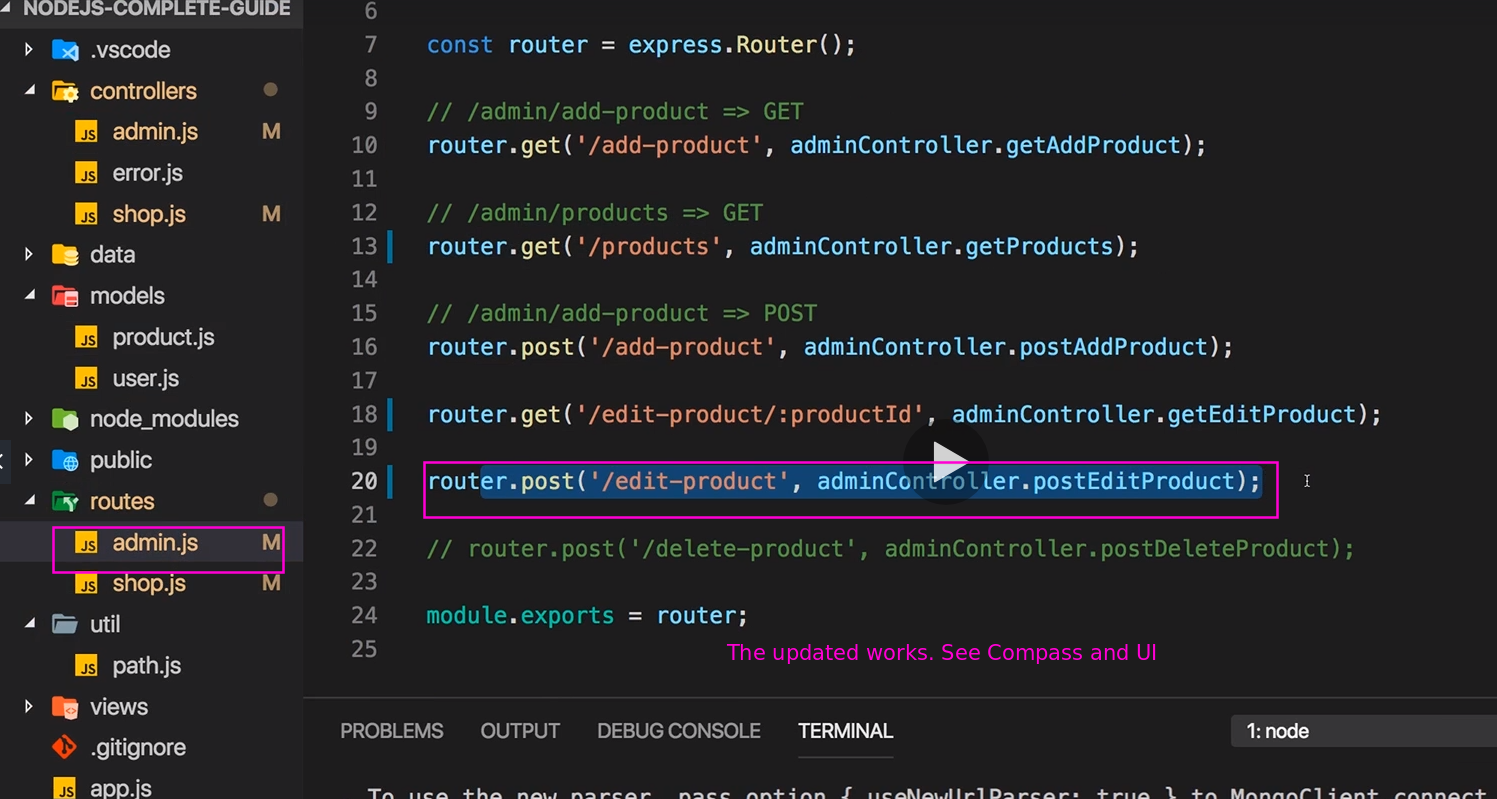 NODEJS-COMPLETE-GUIDE
.vscode
controllers
admin.js M
error.js
shop.js M
data
models
product.js
user.js
node_modules
public
routes
admin.js M
shop.js M
util
path.js
views
.gitignore
app.js
6
7 const router = express.Router();
8
9 // /admin/add-product => GET
10 router.get('/add-product', adminController.getAddProduct);
11
12 // /admin/products => GET
13 router.get('/products', adminController.getProducts);
14
15 // /admin/add-product => POST
16 router.post('/add-product', adminController.postAddProduct);
17
18 router.get('/edit-product/:productId', adminController.getEditProduct);
19
20 router.post('/edit-product', adminController.postEditProduct);
21
22 // router.post('/delete-product', adminController.postDeleteProduct);
23
24 module.exports = router;
25
The updated works. See Compass and UI
PROBLEMS OUTPUT DEBUG CONSOLE TERMINAL 1: node
To use the new parser, pass option { useNewUrlParser: true } to MongoClient.connect